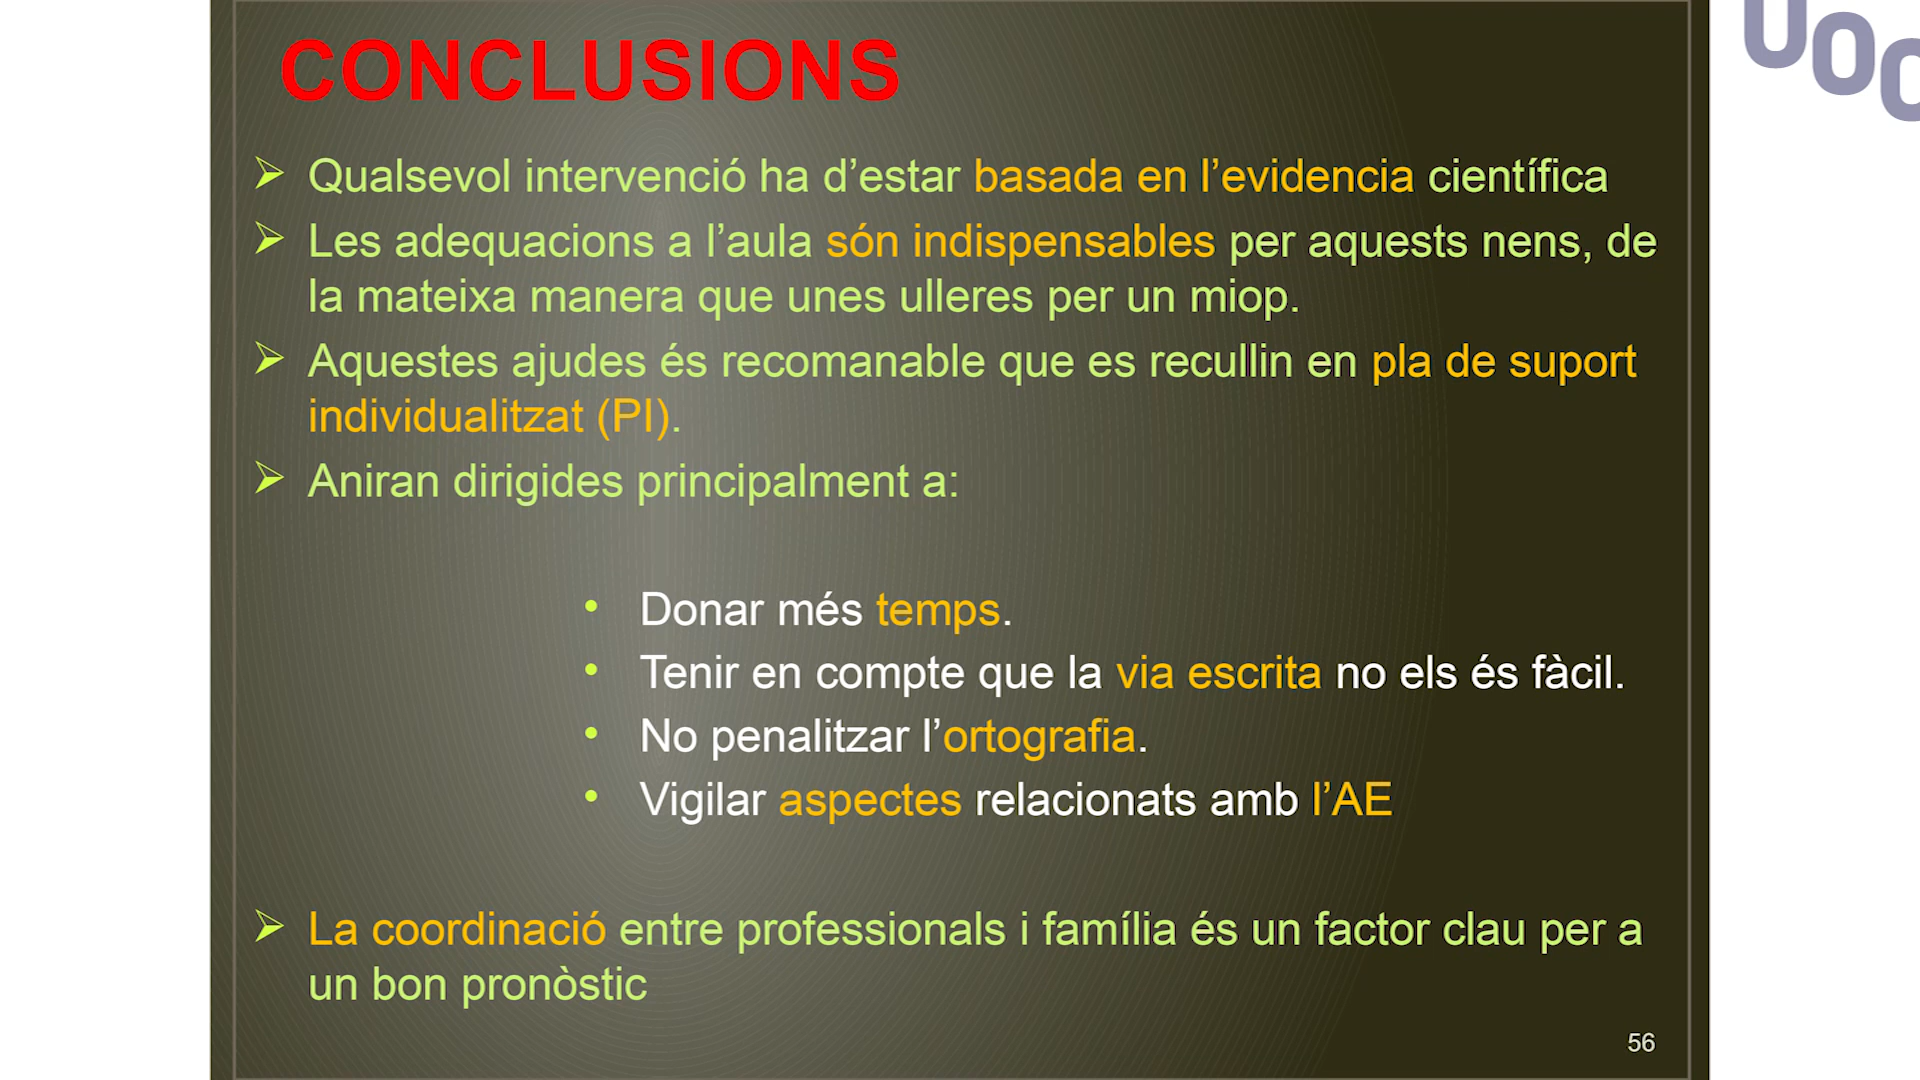 CONCLUSIONS
UOC
➢ Qualsevol intervenció ha d’estar basada en l’evidencia científica
➢ Les adequacions a l’aula són indispensables per aquests nens, de
la mateixa manera que unes ulleres per un miop.
➢ Aquestes ajudes és recomanable que es recullin en pla de suport
individualitzat (PI).
➢ Aniran dirigides principalment a:
• Donar més temps.
• Tenir en compte que la via escrita no els és fàcil.
• No penalitzar l’ortografia.
• Vigilar aspectes relacionats amb l’AE
➢ La coordinació entre professionals i família és un factor clau per a
un bon pronòstic
56